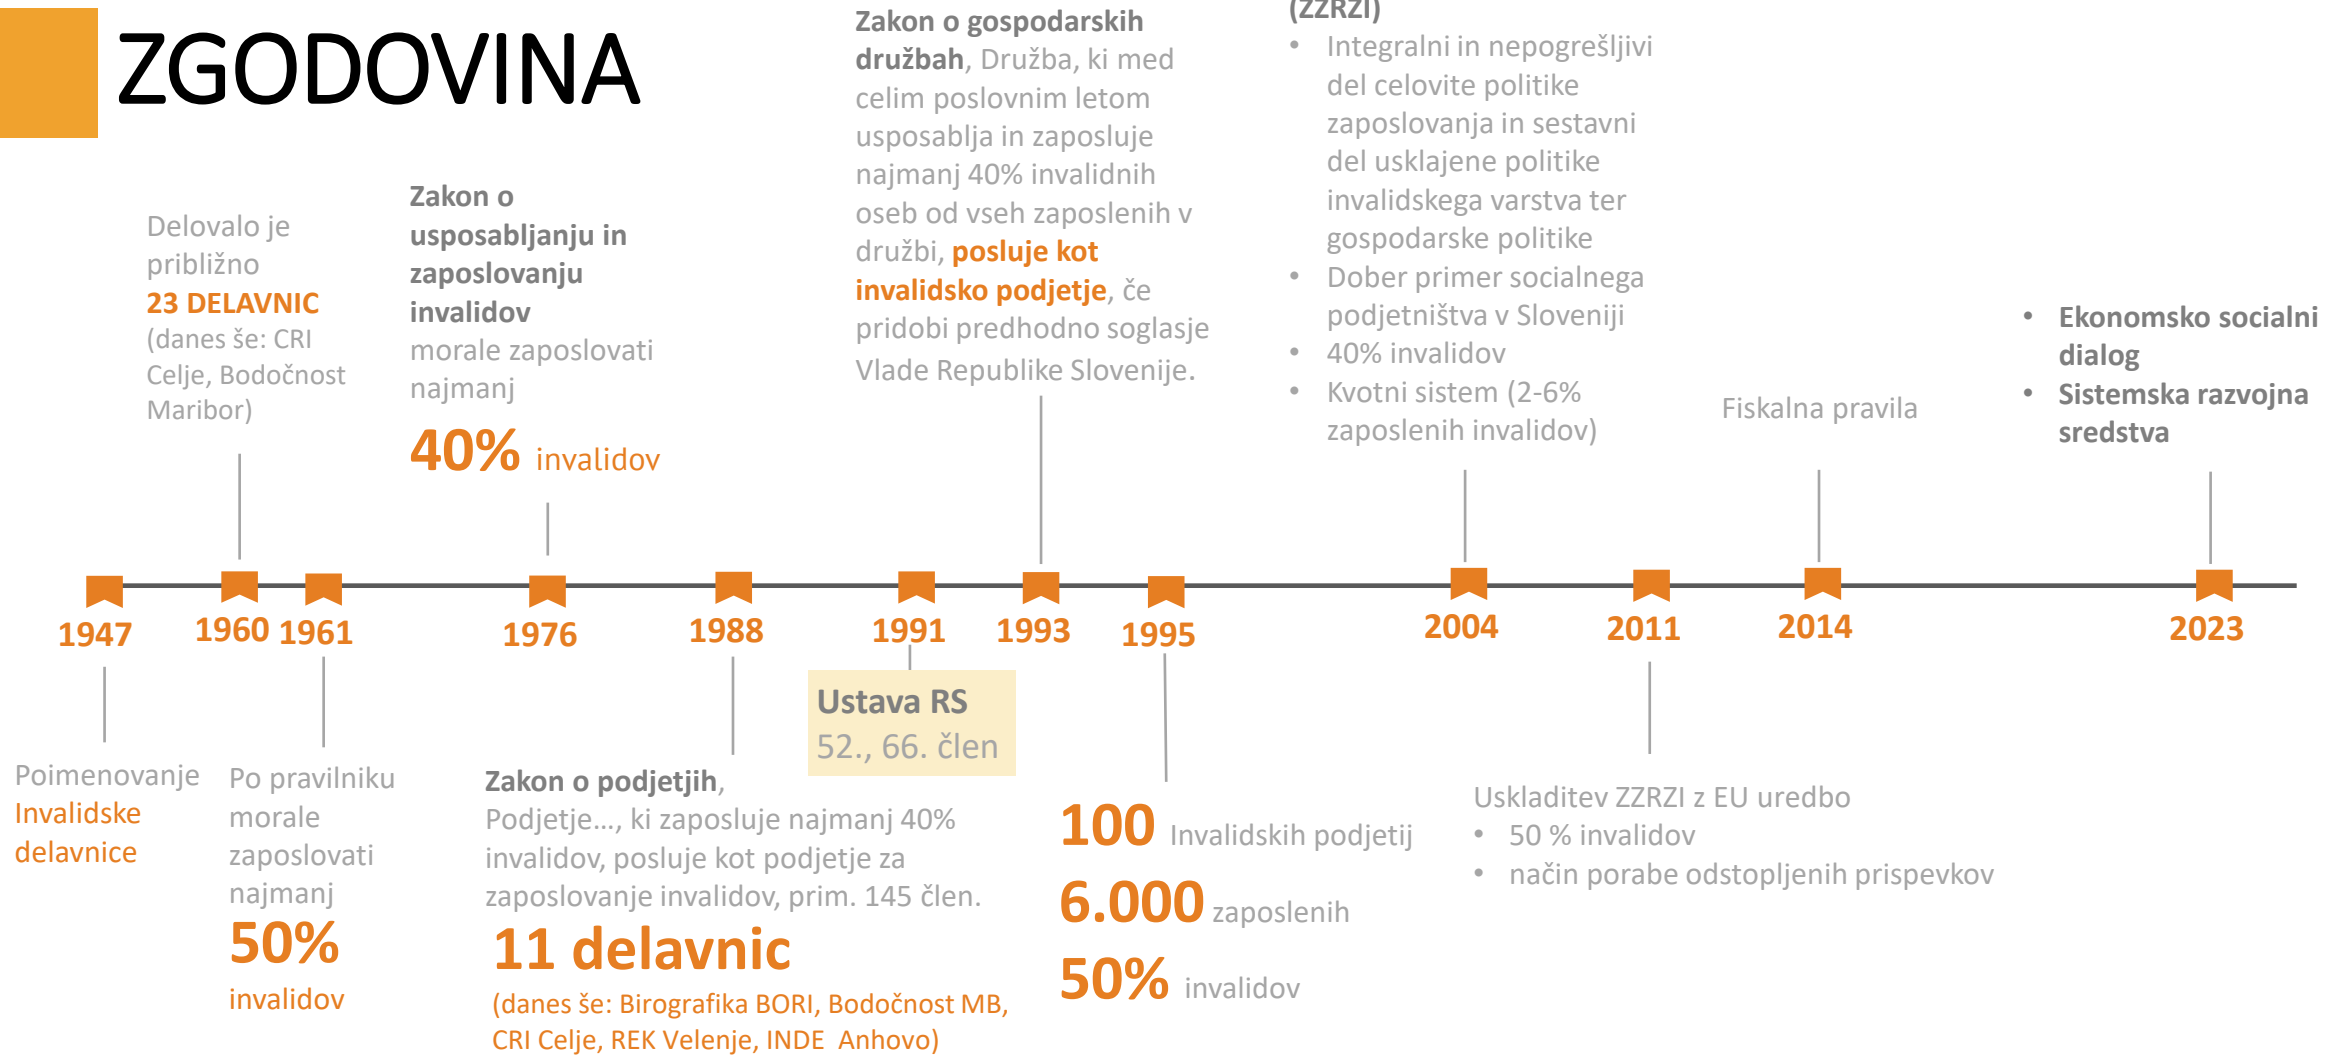 ZGODOVINA
Delovalo je
približno
23 DELAVNIC
(danes še: CRI
Celje, Bodočnost
Maribor)
Zakon o
usposabljanju in
zaposlovanju
invalidov
morale zaposlovati
najmanj
40% invalidov
Zakon o gospodarskih
družbah, Družba, ki med
celim poslovnim letom
usposablja in zaposluje
najmanj 40% invalidnih
oseb od vseh zaposlenih v
družbi, posluje kot
invalidsko podjetje, če
pridobi predhodno soglasje
Vlade Republike Slovenije.
(ZZRZI)
• Integralni in nepogrešljivi
del celovite politike
zaposlovanja in sestavni
del usklajene politike
invalidskega varstva ter
gospodarske politike
• Dober primer socialnega
podjetništva v Sloveniji
• 40% invalidov
• Kvotni sistem (2-6%
zaposlenih invalidov)
Fiskalna pravila
• Ekonomsko socialni
dialog
• Sistemska razvojna
sredstva
1947
1960
1961
1976
1988
1991
1993
1995
2004
2011
2014
2023
Poimenovanje
Invalidske
delavnice
Po pravilniku
morale
zaposlovati
najmanj
50%
invalidov
Zakon o podjetjih,
Podjetje…, ki zaposluje najmanj 40%
invalidov, posluje kot podjetje za
zaposlovanje invalidov, prim. 145 člen.
11 delavnic
(danes še: Birografika BORI, Bodočnost MB,
CRI Celje, REK Velenje, INDE Anhovo)
Ustava RS
52., 66. člen
100 Invalidskih podjetij
6.000 zaposlenih
50% invalidov
Uskladitev ZZRZI z EU uredbo
• 50 % invalidov
• način porabe odstopljenih prispevkov